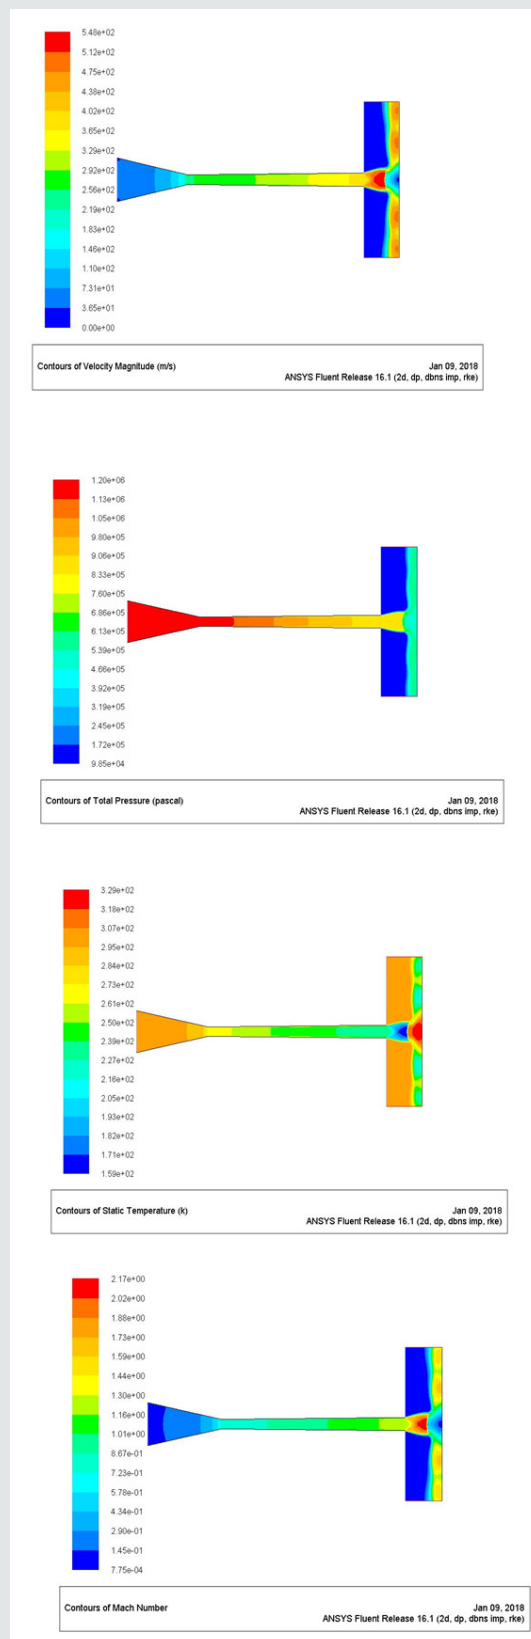 5.48e+02
5.12e+02
4.75e+02
4.38e+02
4.02e+02
3.65e+02
3.29e+02
2.92e+02
2.56e+02
2.19e+02
1.83e+02
1.46e+02
1.10e+02
7.31e+01
3.65e+01
0.00e+00
Contours of Velocity Magnitude (m/s)
Jan 09, 2018
ANSYS Fluent Release 16.1 (2d, dp, dbns imp, rke)
1.20e+06
1.13e+06
1.05e+06
9.80e+05
9.06e+05
8.33e+05
7.60e+05
6.86e+05
6.13e+05
5.39e+05
4.66e+05
3.92e+05
3.19e+05
2.45e+05
1.72e+05
9.85e+04
Contours of Total Pressure (pascal)
Jan 09, 2018
ANSYS Fluent Release 16.1 (2d, dp, dbns imp, rke)
3.29e+02
3.18e+02
3.07e+02
2.95e+02
2.84e+02
2.73e+02
2.61e+02
2.50e+02
2.39e+02
2.27e+02
2.16e+02
2.05e+02
1.93e+02
1.82e+02
1.71e+02
1.59e+02
Contours of Static Temperature (k)
Jan 09, 2018
ANSYS Fluent Release 16.1 (2d, dp, dbns imp, rke)
2.17e+00
2.02e+00
1.88e+00
1.73e+00
1.59e+00
1.44e+00
1.30e+00
1.16e+00
1.01e+00
8.67e-01
7.23e-01
5.78e-01
4.34e-01
2.90e-01
1.45e-01
7.75e-04
Contours of Mach Number
Jan 09, 2018
ANSYS Fluent Release 16.1 (2d, dp, dbns imp, rke)